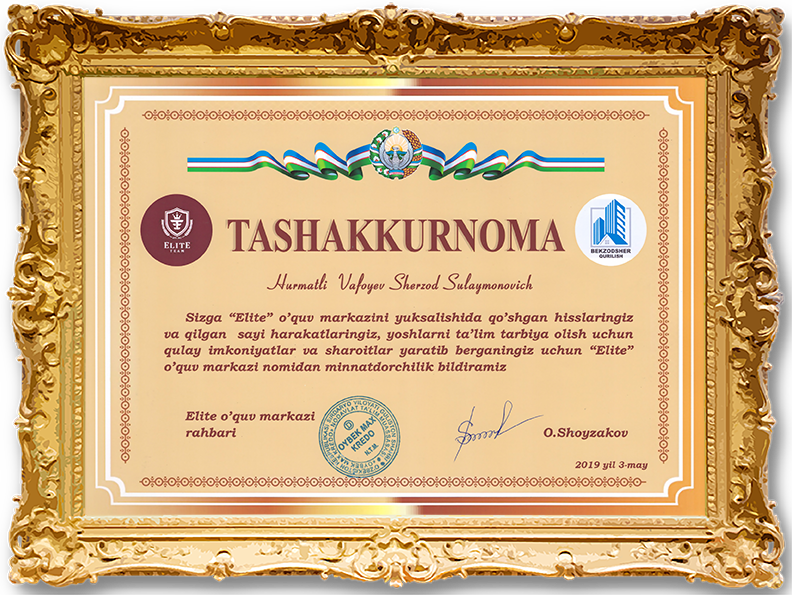 TASHAKKURNOMA
ELITE
TEAM
BEKZODSHER
QURILISH
Hurmatli Vafoyev Sherzod Sulaymonovich
Sizga “Elite” o‘quv markazini yuksalishida qo‘shgan hisslaringiz
va qilgan sayi harakatlaringiz, yoshlarni ta’lim tarbiya olish uchun
qulay imkoniyatlar va sharoitlar yaratib berganingiz uchun “Elite”
o‘quv markazi nomidan minnatdorchilik bildiramiz
Elite o‘quv markazi
rahbari
OYBEK MAX
KREDO
N.T.M.
O.Shoyzakov
2019 yil 3-may